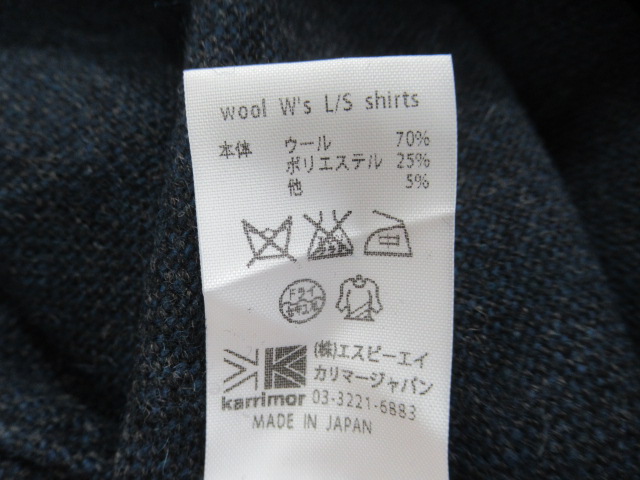 wool W's L/S shirts
本体 ウール 70%
ポリエステル 25%
他 5%
ドライ
(株)エスピーエイ
カリマージャパン
karrimor 03-3221-6883
MADE IN JAPAN